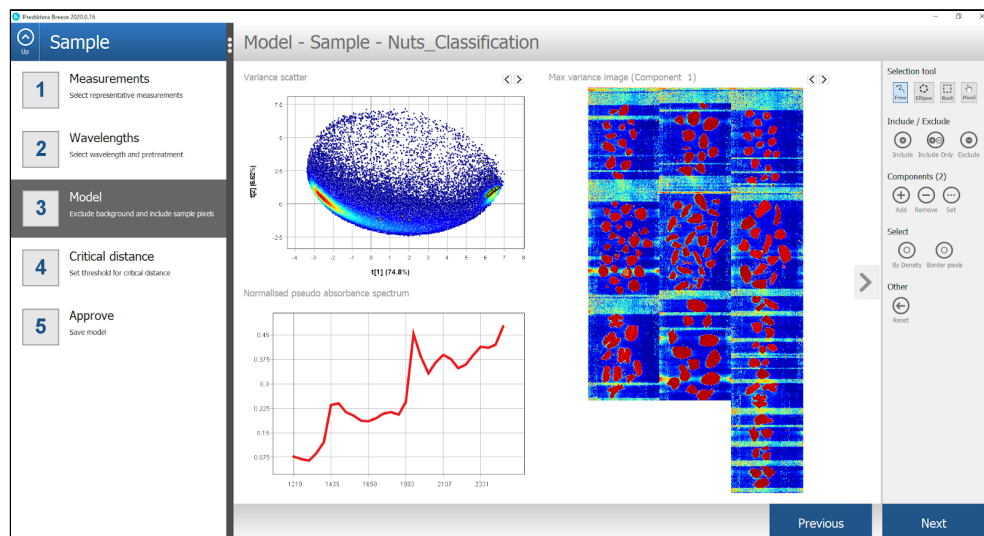 Prediktera Breeze 2020.0.16
Up
Sample
1
Measurements
Select representative measurements
2
Wavelengths
Select wavelength and pretreatment
3
Model
Exclude background and include sample pixels
4
Critical distance
Set threshold for critical distance
5
Approve
Save model
Model - Sample - Nuts_Classification
Variance scatter
7.5
5
2.5
0
-2.5
t[2] (6.62%)
-4 -3 -2 -1 0 1 2 3 4 5 6 7 8
t[1] (74.8%)
Normalised pseudo absorbance spectrum
0.45
0.375
0.3
0.225
0.15
0.075
1210 1435 1659 1883 2107 2331
Max variance image (Component 1)
Selection tool
Free Ellipse Rect Pixel
Include / Exclude
Include Include Only Exclude
Components (2)
Add Remove Set
Select
By Density Border pixels
Other
Reset
Previous Next